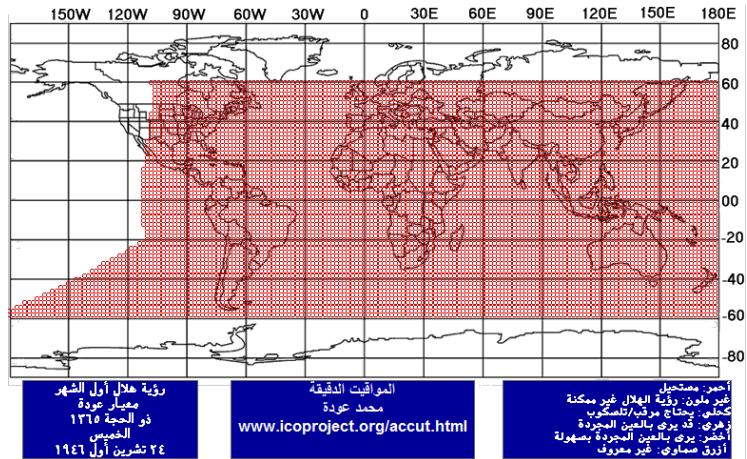 150W 120W 90W 60W 30W 0 30E 60E 90E 120E 150E 180E
80
60
40
20
00
-20
-40
-60
-80
رؤية هلال أول الشهر
معيار عودة
ذو الحجة ١٣٦٥
الخميس
٢٤ تشرين أول ١٩٤٦
المواقيت الدقيقة
محمد عودة
www.icoproject.org/accut.html
أحمر: مستحيل
غير ملون: رؤية الهلال غير ممكنة
كحلي: يحتاج مرقب/تلسكوب
زهري: قد يرى بالعين المجردة
أخضر: يرى بالعين المجردة بسهولة
أزرق سماوي: غير معروف